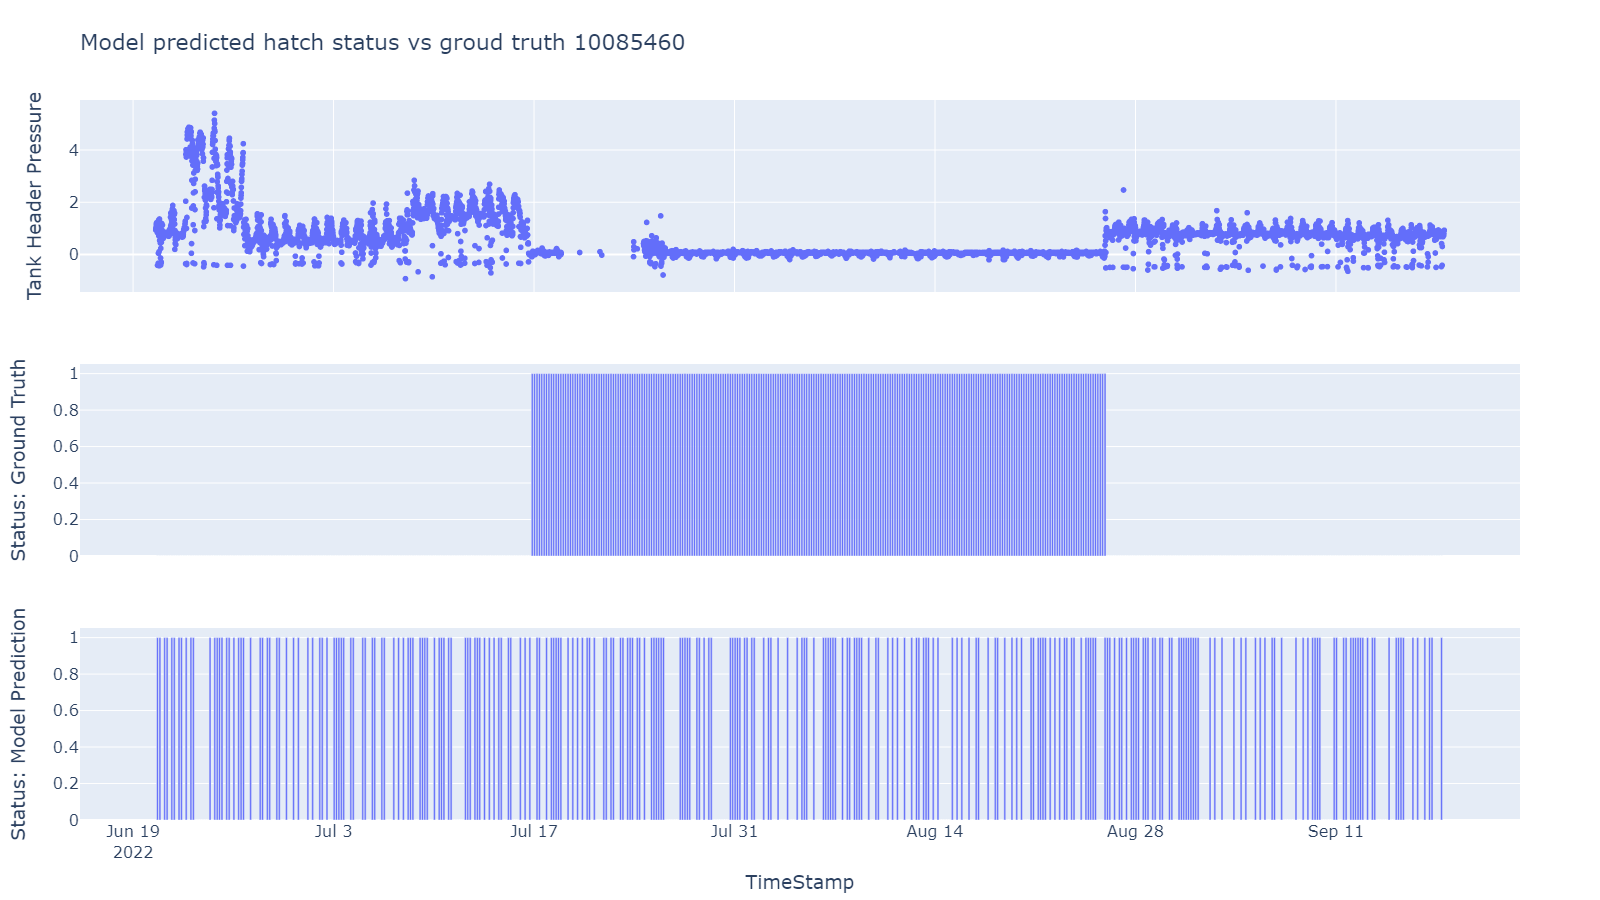 Model predicted hatch status vs groud truth 10085460
Tank Header Pressure
4
2
0
Status: Ground Truth
1
0.8
0.6
0.4
0.2
0
Status: Model Prediction
1
0.8
0.6
0.4
0.2
0
Jun 19 Jul 3 Jul 17 Jul 31 Aug 14 Aug 28 Sep 11
2022
TimeStamp